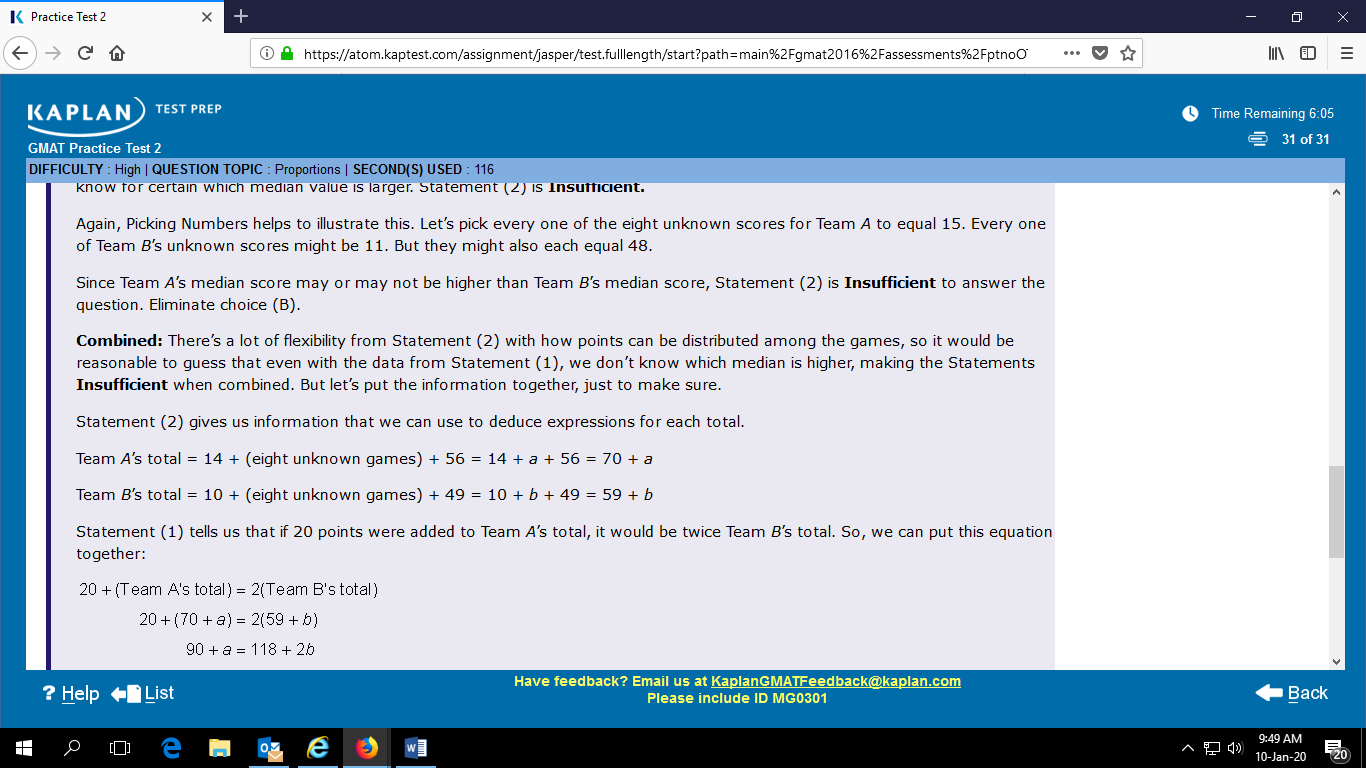 Practice Test 2
https://atom.kaptest.com/assignment/jasper/test.fulllength/start?path=main%2Fgmat2016%2Fassessments%2FptnoO
KAPLAN TEST PREP
Time Remaining 6:05
GMAT Practice Test 2
31 of 31
DIFFICULTY : High | QUESTION TOPIC : Proportions | SECOND(S) USED : 116
know for certain which median value is larger. Statement (2) is Insufficient.
Again, Picking Numbers helps to illustrate this. Let’s pick every one of the eight unknown scores for Team A to equal 15. Every one
of Team B’s unknown scores might be 11. But they might also each equal 48.
Since Team A’s median score may or may not be higher than Team B’s median score, Statement (2) is Insufficient to answer the
question. Eliminate choice (B).
Combined: There’s a lot of flexibility from Statement (2) with how points can be distributed among the games, so it would be
reasonable to guess that even with the data from Statement (1), we don’t know which median is higher, making the Statements
Insufficient when combined. But let’s put the information together, just to make sure.
Statement (2) gives us information that we can use to deduce expressions for each total.
Team A’s total = 14 + (eight unknown games) + 56 = 14 + a + 56 = 70 + a
Team B’s total = 10 + (eight unknown games) + 49 = 10 + b + 49 = 59 + b
Statement (1) tells us that if 20 points were added to Team A’s total, it would be twice Team B’s total. So, we can put this equation
together:
20 + (Team A's total) = 2(Team B's total)
20 + (70 + a) = 2(59 + b)
90 + a = 118 + 2b
? Help
List
Have feedback? Email us at KaplanGMATFeedback@kaplan.com
Please include ID MG0301
Back
9:49 AM
10-Jan-20
20